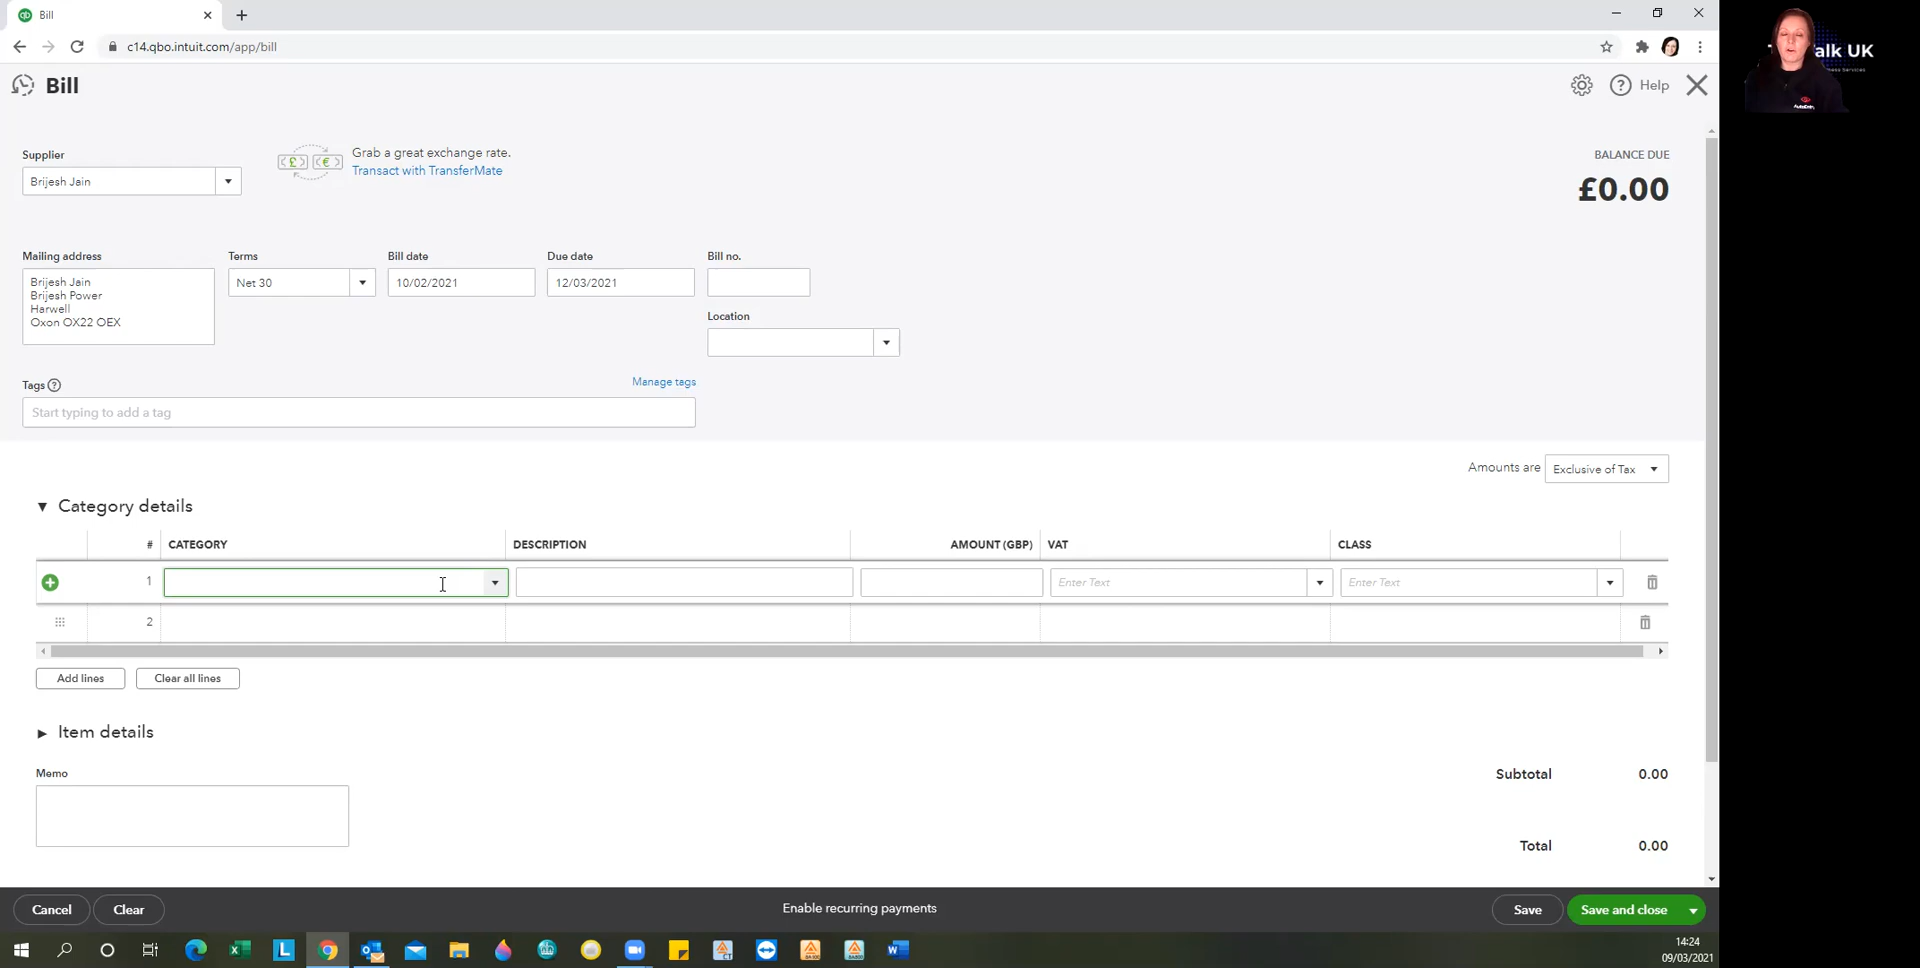 Bill
c14.qbo.intuit.com/app/bill
Bill
Help
Supplier
Brijesh Jain
Grab a great exchange rate.
Transact with TransferMate
BALANCE DUE
£0.00
Mailing address
Brijesh Jain
Brijesh Power
Harwell
Oxon OX22 OEX
Terms
Net 30
Bill date
10/02/2021
Due date
12/03/2021
Bill no.
Location
Tags
Manage tags
Start typing to add a tag
Amounts are
Exclusive of Tax
Category details
# CATEGORY DESCRIPTION AMOUNT (GBP) VAT CLASS
1 Enter Text Enter Text
2
Add lines
Clear all lines
Item details
Memo
Subtotal 0.00
Total 0.00
Cancel
Clear
Enable recurring payments
Save
Save and close
14:24
09/03/2021
alk UK